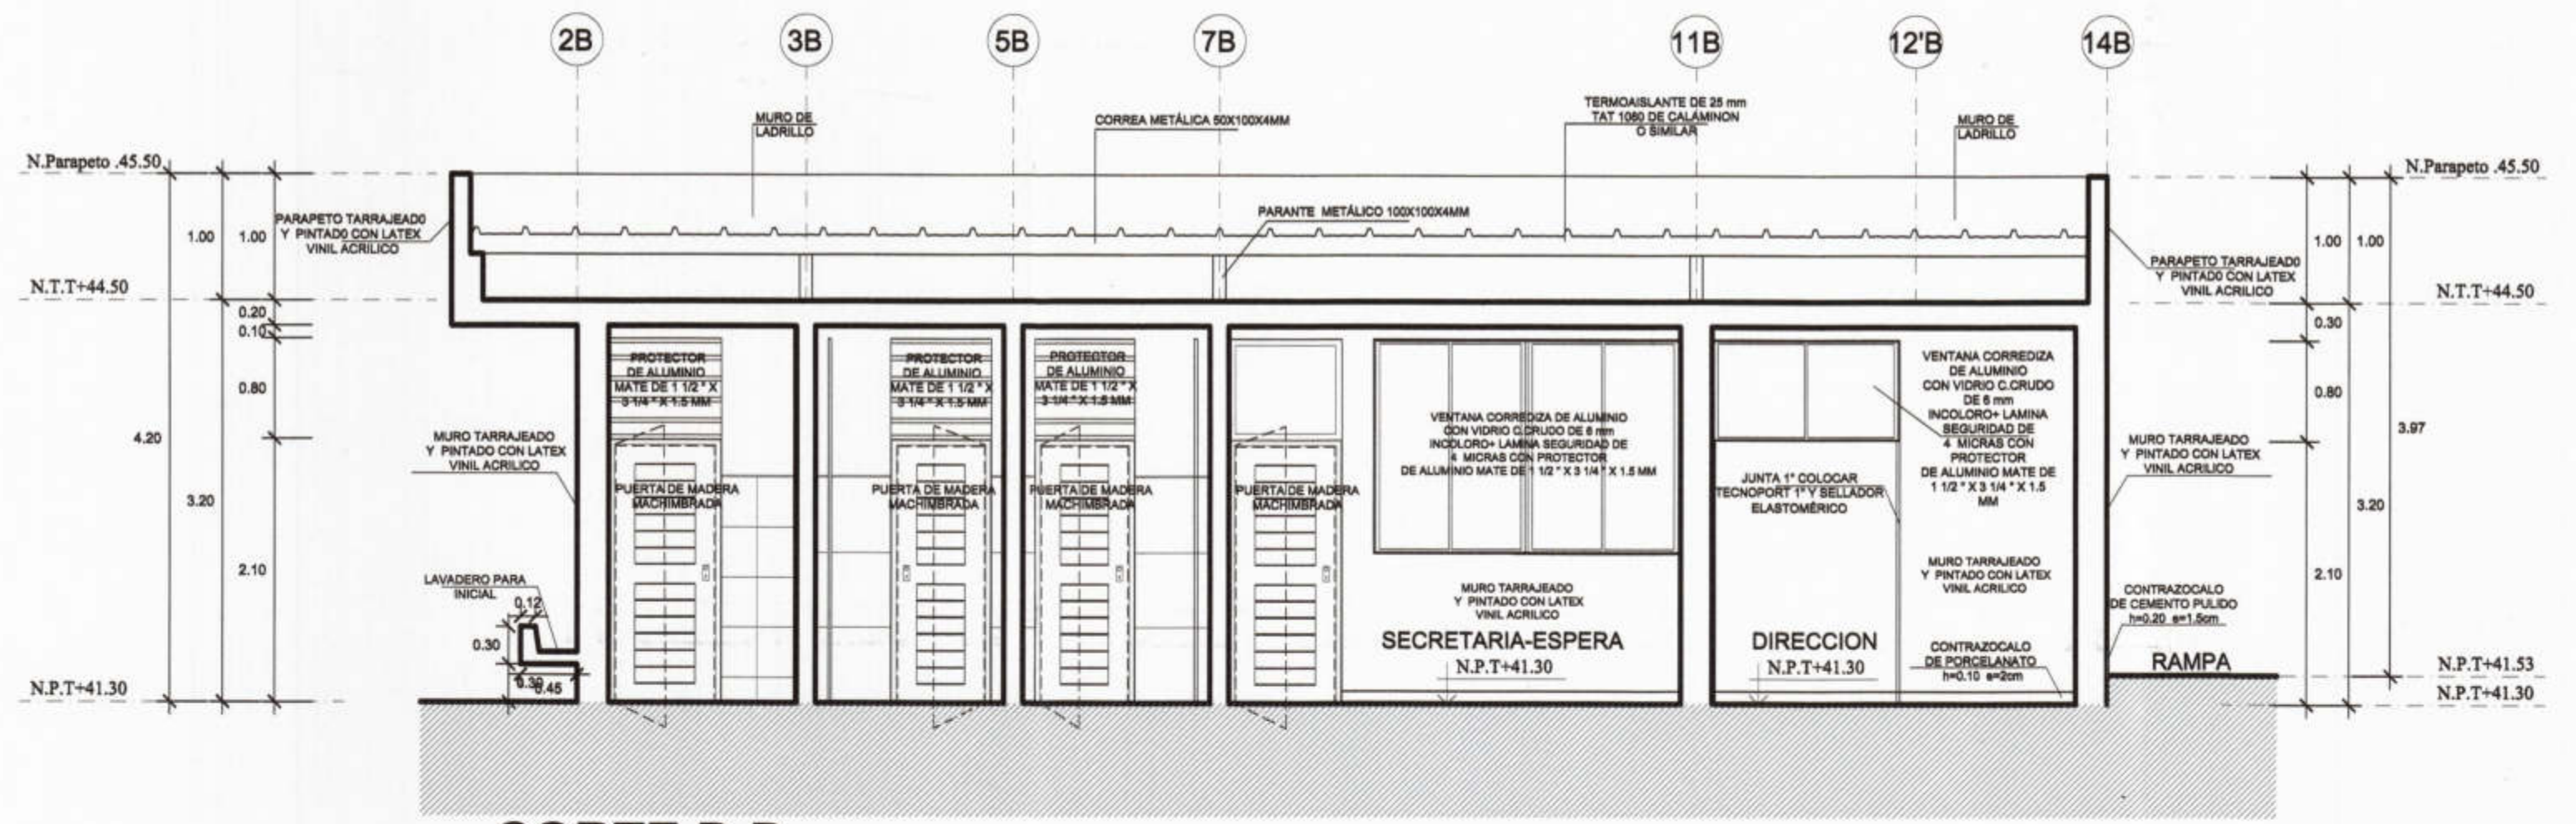 2B
3B
5B
7B
11B
12'B
14B
MURO DE
LADRILLO
CORREA METÁLICA 50X100X4MM
TERMOAISLANTE DE 25 mm
TAT 1060 DE CALAMINON
O SIMILAR
MURO DE
LADRILLO
N.Parapeto .45.50
N.Parapeto .45.50
PARAPETO TARRAJEADO
Y PINTADO CON LATEX
VINIL ACRILICO
1.00
1.00
PARANTE METÁLICO 100X100X4MM
1.00
1.00
PARAPETO TARRAJEADO
Y PINTADO CON LATEX
VINIL ACRILICO
N.T.T+44.50
N.T.T+44.50
0.20
0.10
0.80
4.20
3.20
2.10
0.30
0.80
3.97
3.20
2.10
PROTECTOR
DE ALUMINIO
MATE DE 1 1/2 " X
3 1/4 " X 1.5 MM
PROTECTOR
DE ALUMINIO
MATE DE 1 1/2 " X
3 1/4 " X 1.5 MM
PROTECTOR
DE ALUMINIO
MATE DE 1 1/2 " X
3 1/4 " X 1.5 MM
VENTANA CORREDIZA DE ALUMINIO
CON VIDRIO C.CRUDO DE 6 mm
INCOLORO+ LAMINA SEGURIDAD DE
4 MICRAS CON PROTECTOR
DE ALUMINIO MATE DE 1 1/2 " X 3 1/4 " X 1.5 MM
VENTANA CORREDIZA
DE ALUMINIO
CON VIDRIO C.CRUDO
DE 6 mm
INCOLORO+ LAMINA
SEGURIDAD DE
4 MICRAS CON
PROTECTOR
DE ALUMINIO MATE DE
1 1/2 " X 3 1/4 " X 1.5
MM
MURO TARRAJEADO
Y PINTADO CON LATEX
VINIL ACRILICO
MURO TARRAJEADO
Y PINTADO CON LATEX
VINIL ACRILICO
PUERTA DE MADERA
MACHIMBRADA
PUERTA DE MADERA
MACHIMBRADA
PUERTA DE MADERA
MACHIMBRADA
PUERTA DE MADERA
MACHIMBRADA
JUNTA 1" COLOCAR
TECNOPORT 1" Y SELLADOR
ELASTOMÉRICO
LAVADERO PARA
INICIAL
0.12
0.30
0.30
0.45
MURO TARRAJEADO
Y PINTADO CON LATEX
VINIL ACRILICO
MURO TARRAJEADO
Y PINTADO CON LATEX
VINIL ACRILICO
CONTRAZOCALO
DE CEMENTO PULIDO
h=0.20 e=1.5cm
SECRETARIA-ESPERA
N.P.T+41.30
DIRECCION
N.P.T+41.30
CONTRAZOCALO
DE PORCELANATO
h=0.10 e=2cm
RAMPA
N.P.T+41.30
N.P.T+41.53
N.P.T+41.30